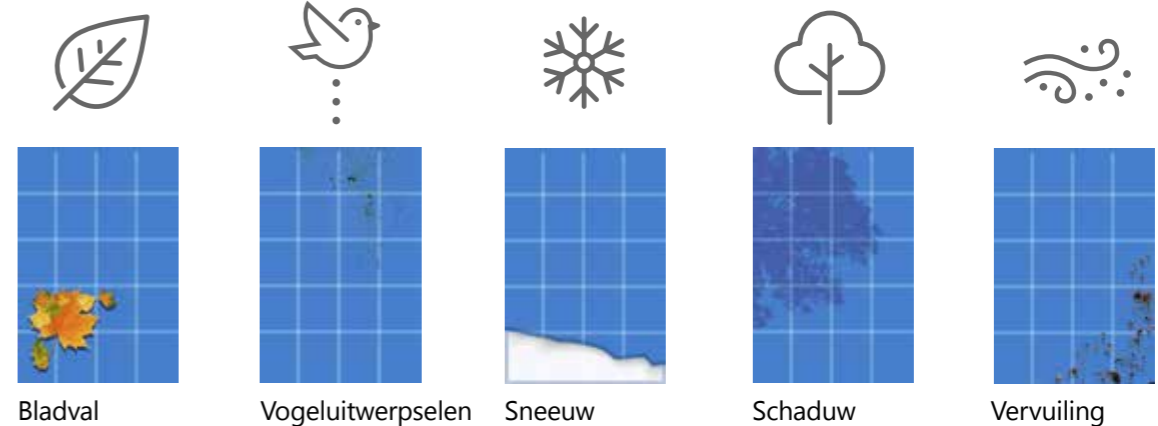 Bladval
Vogeluitwerpselen
Sneeuw
Schaduw
Vervuiling